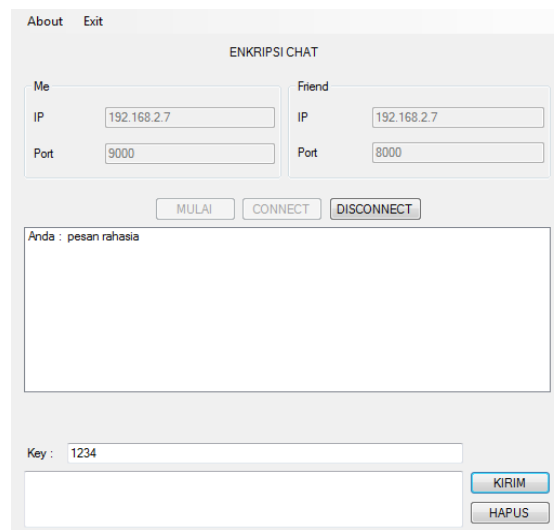 About Exit
ENKRIPSI CHAT
Me
IP 192.168.2.7
Port 9000
Friend
IP 192.168.2.7
Port 8000
MULAI CONNECT DISCONNECT
Anda : pesan rahasia
Key : 1234
KIRIM
HAPUS